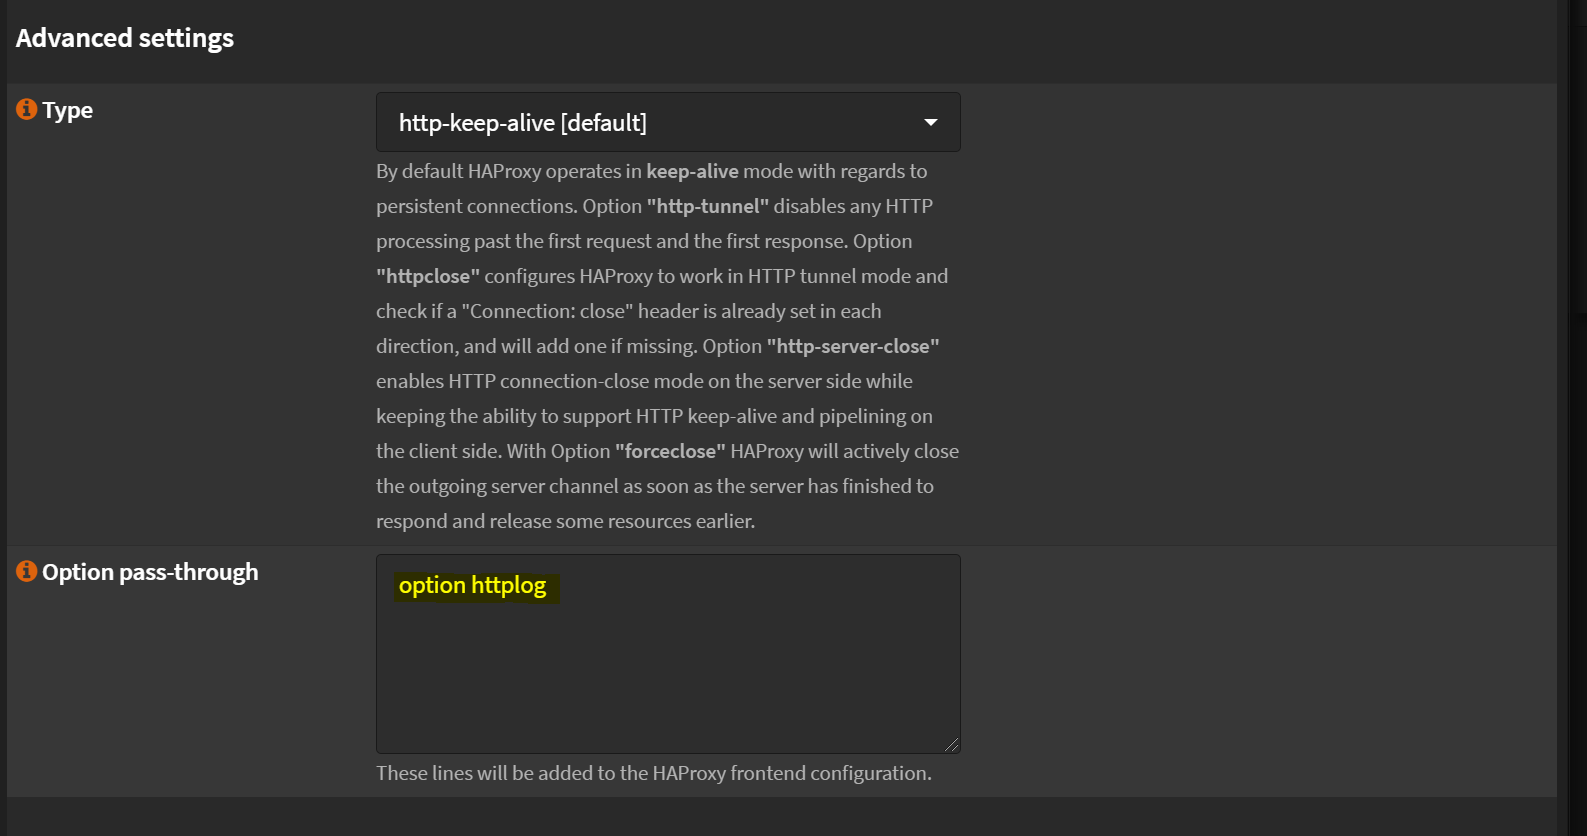 Advanced settings
Type
http-keep-alive [default]
By default HAProxy operates in keep-alive mode with regards to
persistent connections. Option "http-tunnel" disables any HTTP
processing past the first request and the first response. Option
"httpclose" configures HAProxy to work in HTTP tunnel mode and
check if a "Connection: close" header is already set in each
direction, and will add one if missing. Option "http-server-close"
enables HTTP connection-close mode on the server side while
keeping the ability to support HTTP keep-alive and pipelining on
the client side. With Option "forceclose" HAProxy will actively close
the outgoing server channel as soon as the server has finished to
respond and release some resources earlier.
Option pass-through
option httplog
These lines will be added to the HAProxy frontend configuration.